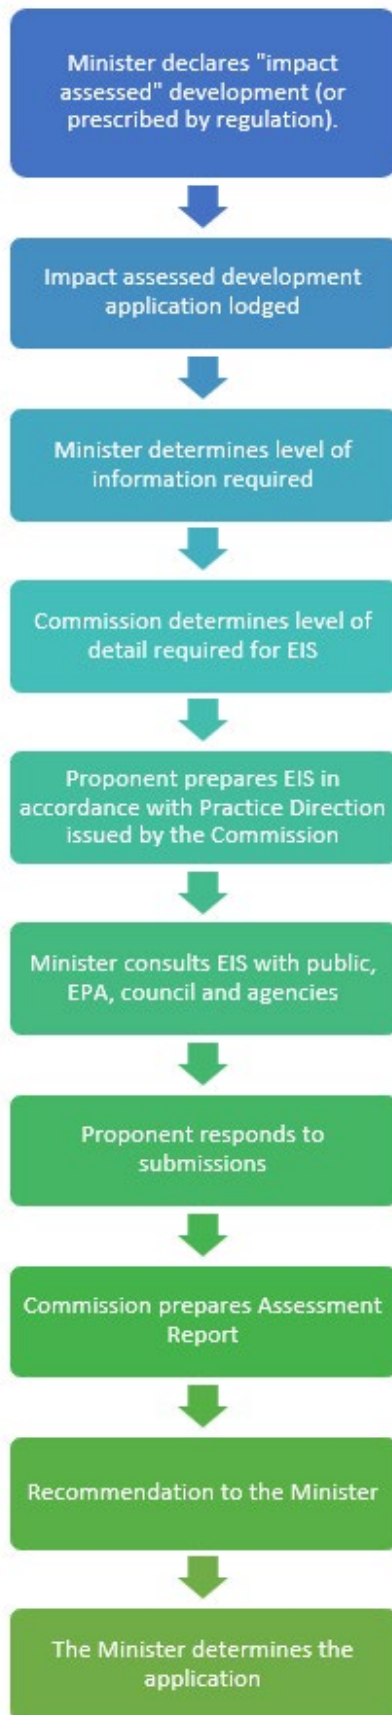 Minister declares "impact
assessed" development (or
prescribed by regulation).
Impact assessed development
application lodged
Minister determines level of
information required
Commission determines level of
detail required for EIS
Proponent prepares EIS in
accordance with Practice Direction
issued by the Commission
Minister consults EIS with public,
EPA, council and agencies
Proponent responds to
submissions
Commission prepares Assessment
Report
Recommendation to the Minister
The Minister determines the
application